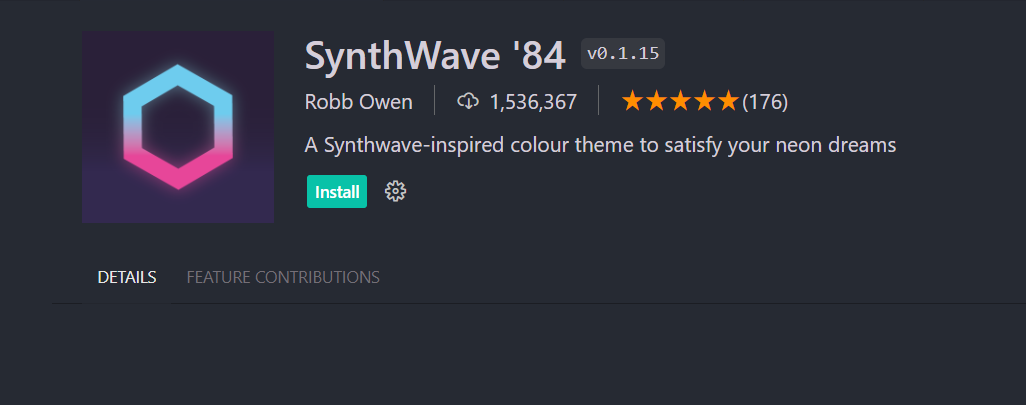 SynthWave '84 v0.1.15
Robb Owen 1,536,367 ★★★★★(176)
A Synthwave-inspired colour theme to satisfy your neon dreams
Install
DETAILS FEATURE CONTRIBUTIONS